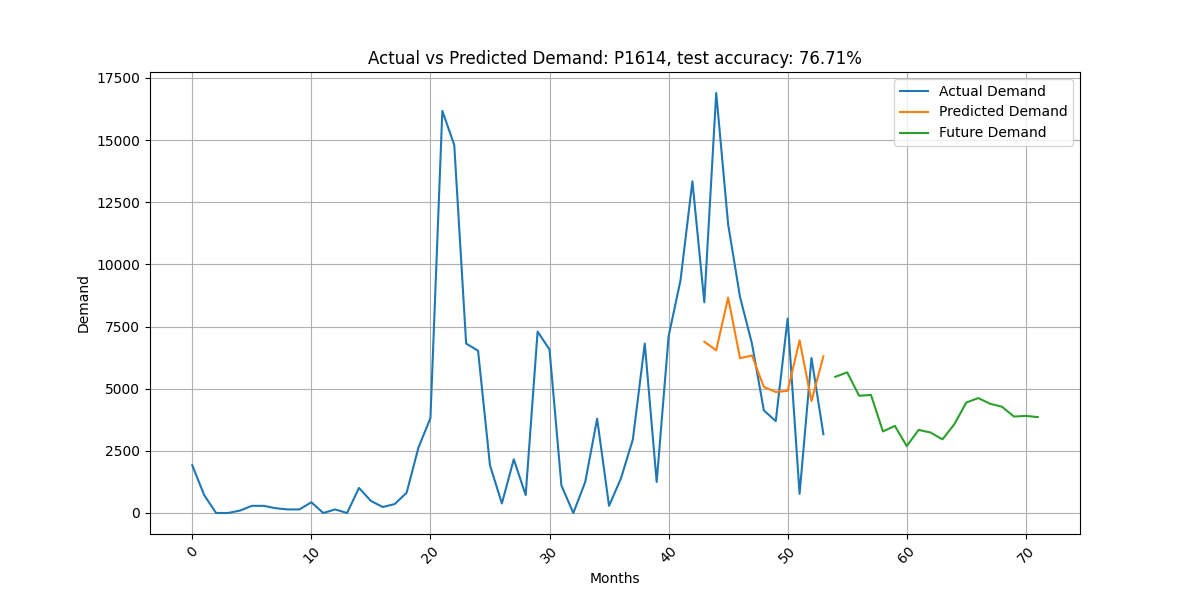 Actual vs Predicted Demand: P1614, test accuracy: 76.71%
17500
15000
12500
10000
7500
5000
2500
0
Demand
Actual Demand
Predicted Demand
Future Demand
0
10
20
30
40
50
60
70
Months